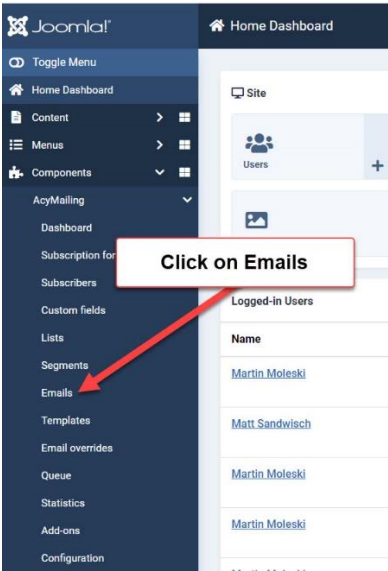 Joomla!
Home Dashboard
Toggle Menu
Home Dashboard
Content
Menus
Components
AcyMailing
Dashboard
Subscription for
Subscribers
Custom fields
Lists
Segments
Emails
Templates
Email overrides
Queue
Statistics
Add-ons
Configuration
Site
Users
+
Click on Emails
Logged-in Users
Name
Martin Moleski
Matt Sandwisch
Martin Moleski
Martin Moleski